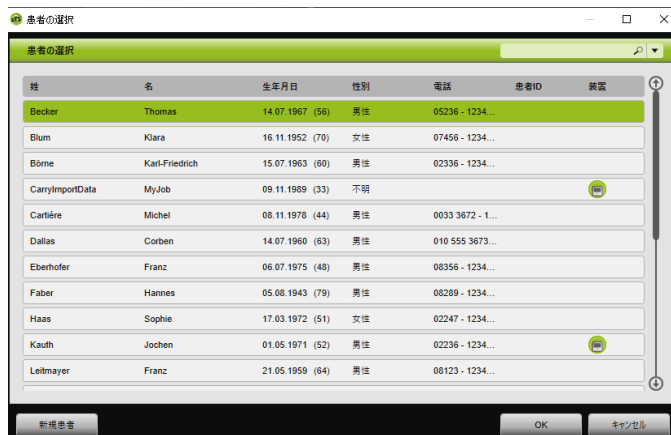 患者の選択
患者の選択
姓 名 生年月日 性別 電話 患者ID 装置
Becker Thomas 14.07.1967 (56) 男性 05236 - 1234...
Blum Klara 16.11.1952 (70) 女性 07456 - 1234...
Börne Karl-Friedrich 15.07.1963 (60) 男性 02336 - 1234...
CarryImportData MyJob 09.11.1989 (33) 不明
Cartiére Michel 08.11.1978 (44) 男性 0033 3672 - 1...
Dallas Corben 14.07.1960 (63) 男性 010 555 3673...
Eberhofer Franz 06.07.1975 (48) 男性 08356 - 1234...
Faber Hannes 05.08.1943 (79) 男性 08289 - 1234...
Haas Sophie 17.03.1972 (51) 女性 02247 - 1234...
Kauth Jochen 01.05.1971 (52) 男性 02236 - 1234...
Leitmayer Franz 21.05.1959 (64) 男性 08123 - 1234...
新規患者 OK キャンセル